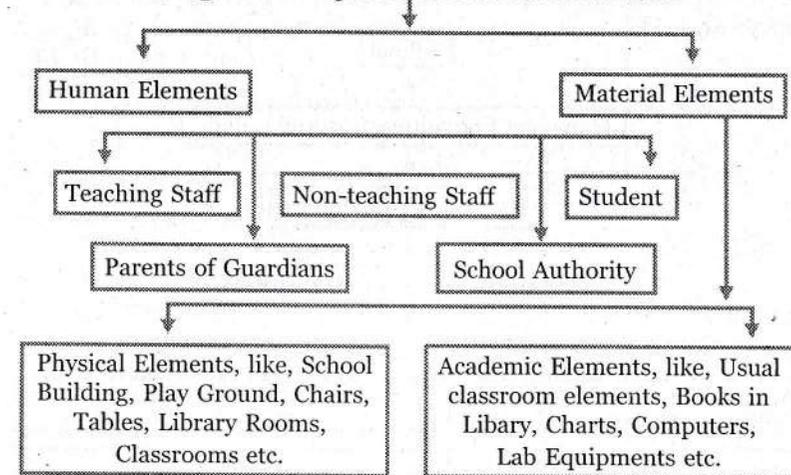 Human Elements
Material Elements
Teaching Staff
Non-teaching Staff
Student
Parents of Guardians
School Authority
Physical Elements, like, School
Building, Play Ground, Chairs,
Tables, Library Rooms,
Classrooms etc.
Academic Elements, like, Usual
classroom elements, Books in
Libary, Charts, Computers,
Lab Equipments etc.